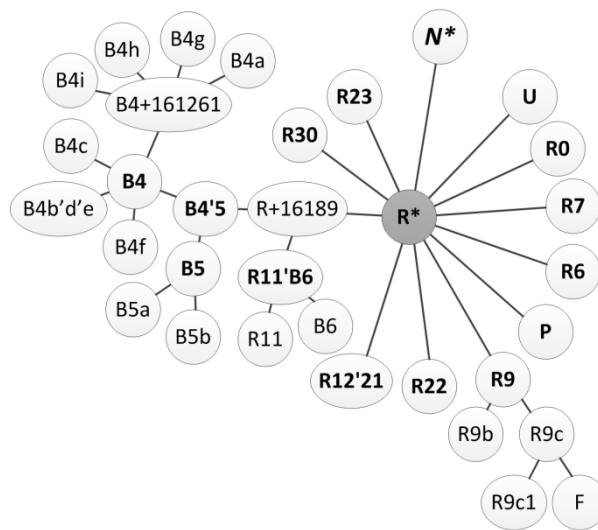 N*
B4h
B4g
B4a
B4i
B4+161261
R23
U
R30
R0
B4c
B4
R7
B4b’d’e
B4'5
R+16189
R*
B4f
B5
R11'B6
R6
B5a
B5b
R11
B6
P
R12'21
R22
R9
R9b
R9c
R9c1
F